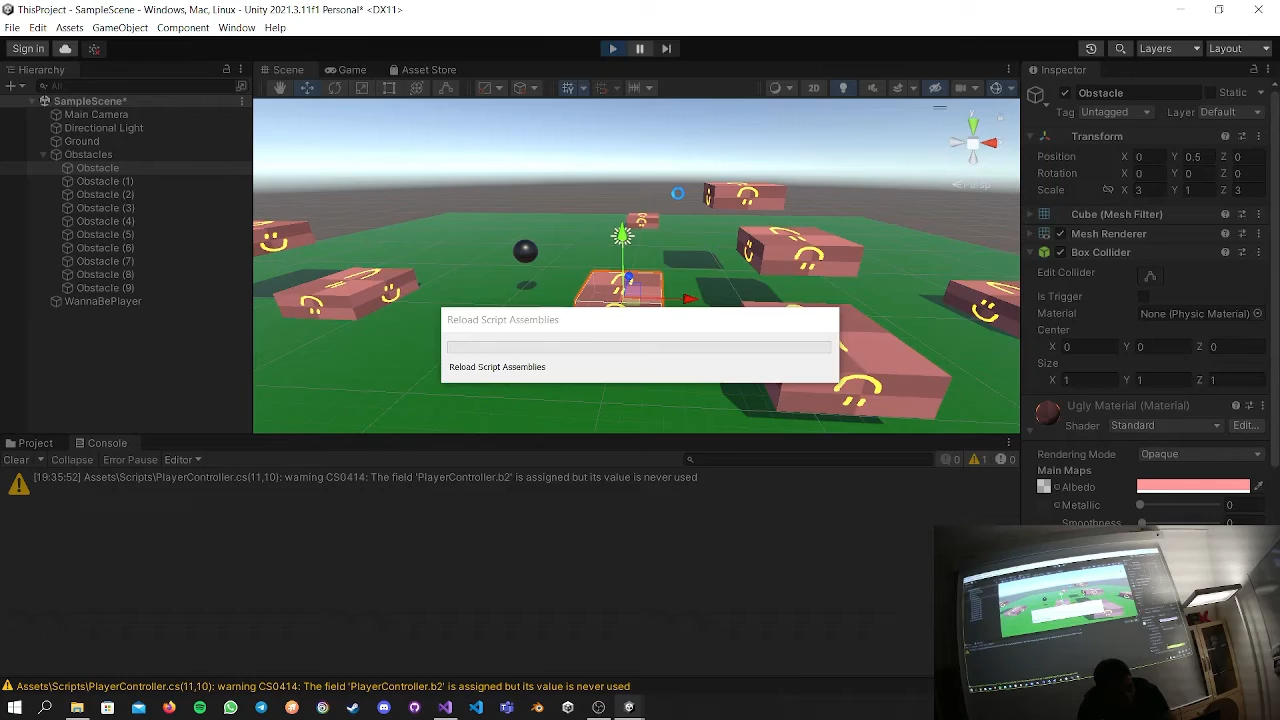 ThisProject - SampleScene - Windows, Mac, Linux - Unity 2021.3.11f1 Personal* <DX11>
File Edit Assets GameObject Component Window Help
Sign in
Layers
Layout
Hierarchy
Scene
Game
Asset Store
Inspector
All
2D
SampleScene*
Main Camera
Directional Light
Ground
Obstacles
Obstacle
Obstacle (1)
Obstacle (2)
Obstacle (3)
Obstacle (4)
Obstacle (5)
Obstacle (6)
Obstacle (7)
Obstacle (8)
Obstacle (9)
WannaBePlayer
y
Persp
Reload Script Assemblies
Reload Script Assemblies
Obstacle
Static
Tag Untagged Layer Default
Transform
Position X 0 Y 0.5 Z 0
Rotation X 0 Y 0 Z 0
Scale X 3 Y 1 Z 3
Cube (Mesh Filter)
Mesh Renderer
Box Collider
Edit Collider
Is Trigger
Material None (Physic Material)
Center
X 0 Y 0 Z 0
Size
X 1 Y 1 Z 1
Ugly Material (Material)
Shader Standard Edit...
Rendering Mode Opaque
Main Maps
Albedo
Metallic 0
Smoothness 0
Project
Console
Clear Collapse Error Pause Editor
0 1 0
[19:35:52] Assets\Scripts\PlayerController.cs(11,10): warning CS0414: The field 'PlayerController.b2' is assigned but its value is never used
Assets\Scripts\PlayerController.cs(11,10): warning CS0414: The field 'PlayerController.b2' is assigned but its value is never used